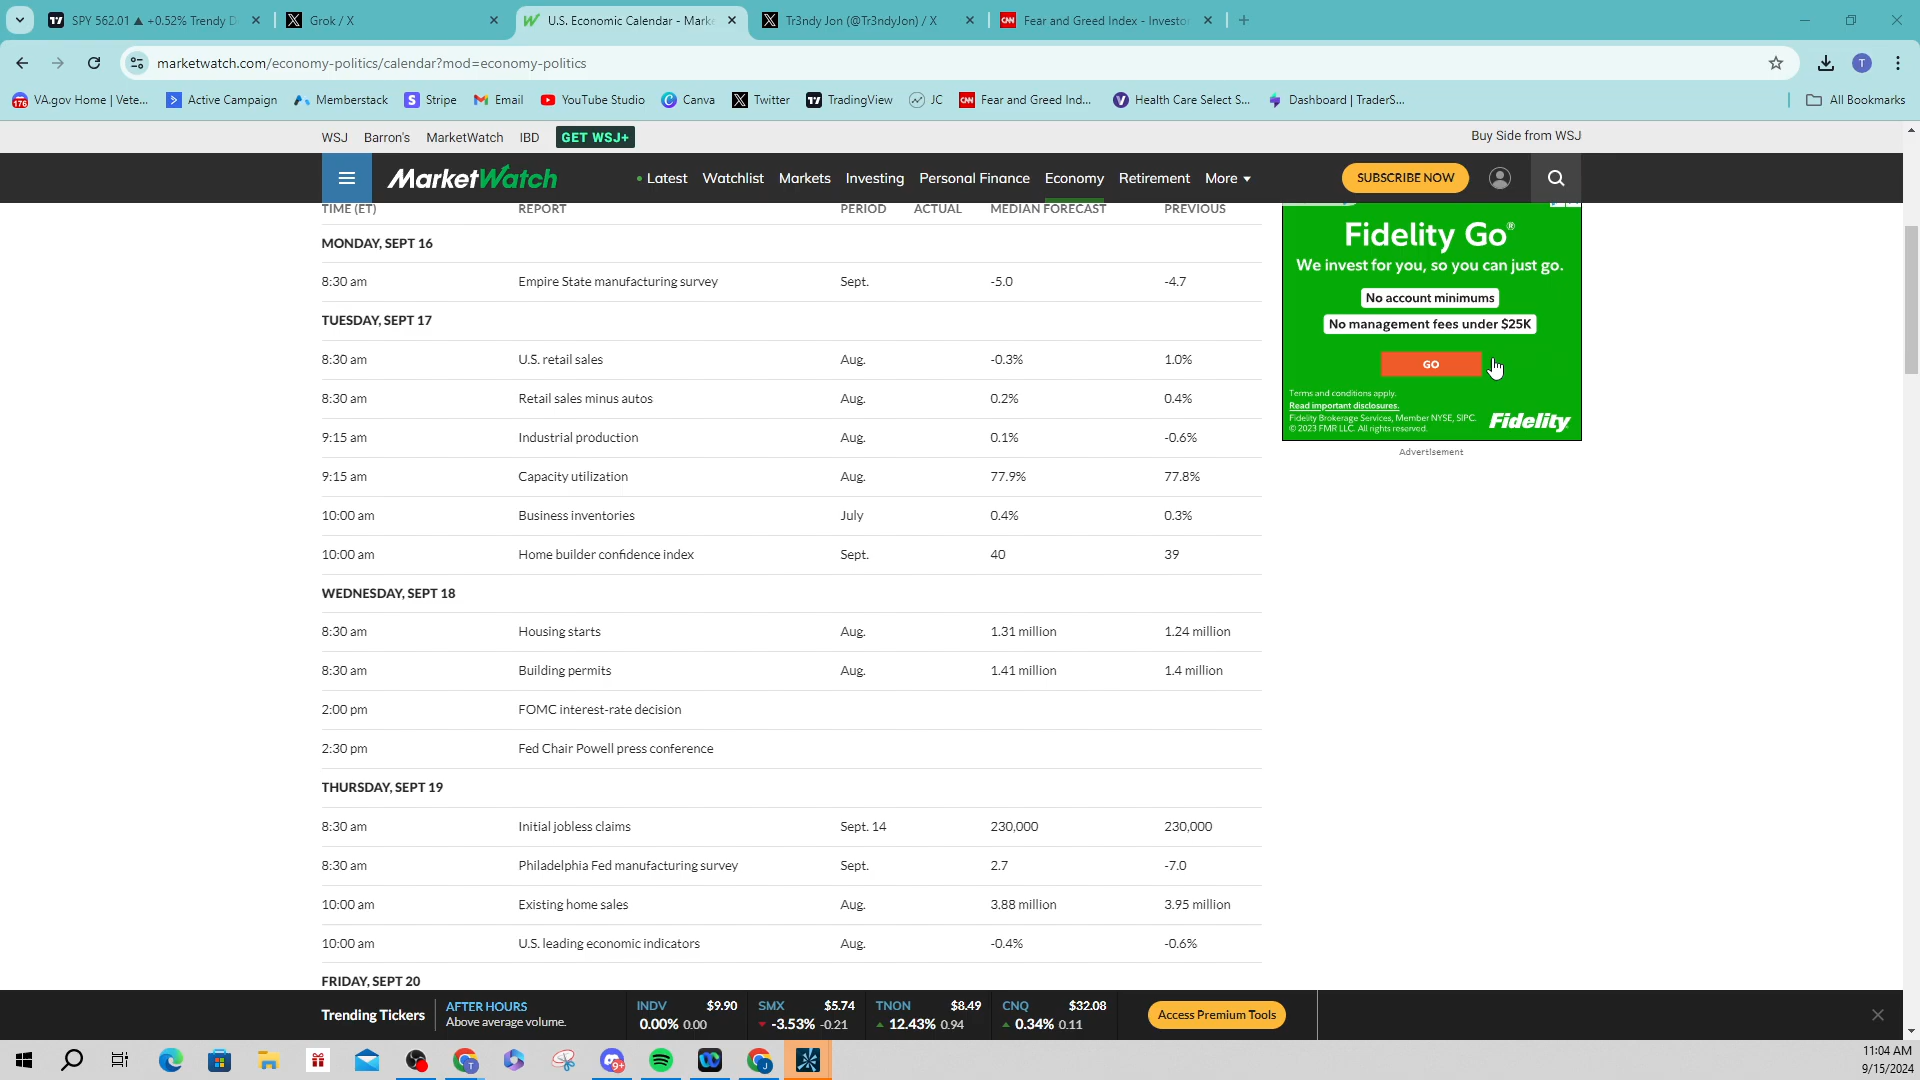 SPY 562.01 ▲ +0.52% Trendy D
Grok / X
U.S. Economic Calendar - Marke
Tr3ndy Jon (@Tr3ndyJon) / X
Fear and Greed Index - Investor
marketwatch.com/economy-politics/calendar?mod=economy-politics
VA.gov Home | Vete...
Active Campaign
Memberstack
Stripe
Email
YouTube Studio
Canva
Twitter
TradingView
JC
Fear and Greed Ind...
Health Care Select S...
Dashboard | TraderS...
All Bookmarks
WSJ Barron's MarketWatch IBD GET WSJ+
Buy Side from WSJ
MarketWatch
• Latest Watchlist Markets Investing Personal Finance Economy Retirement More
SUBSCRIBE NOW
TIME (ET) REPORT PERIOD ACTUAL MEDIAN FORECAST PREVIOUS
MONDAY, SEPT 16
8:30 am Empire State manufacturing survey Sept. -5.0 -4.7
TUESDAY, SEPT 17
8:30 am U.S. retail sales Aug. -0.3% 1.0%
8:30 am Retail sales minus autos Aug. 0.2% 0.4%
9:15 am Industrial production Aug. 0.1% -0.6%
9:15 am Capacity utilization Aug. 77.9% 77.8%
10:00 am Business inventories July 0.4% 0.3%
10:00 am Home builder confidence index Sept. 40 39
WEDNESDAY, SEPT 18
8:30 am Housing starts Aug. 1.31 million 1.24 million
8:30 am Building permits Aug. 1.41 million 1.4 million
2:00 pm FOMC interest-rate decision
2:30 pm Fed Chair Powell press conference
THURSDAY, SEPT 19
8:30 am Initial jobless claims Sept. 14 230,000 230,000
8:30 am Philadelphia Fed manufacturing survey Sept. 2.7 -7.0
10:00 am Existing home sales Aug. 3.88 million 3.95 million
10:00 am U.S. leading economic indicators Aug. -0.4% -0.6%
FRIDAY, SEPT 20
Fidelity Go®
We invest for you, so you can just go.
No account minimums
No management fees under $25K
GO
Terms and conditions apply.
Read important disclosures.
Fidelity Brokerage Services, Member NYSE, SIPC.
© 2023 FMR LLC. All rights reserved.
Fidelity
Advertisement
Trending Tickers
AFTER HOURS
Above average volume.
INDV $9.90
0.00% 0.00
SMX $5.74
-3.53% -0.21
TNON $8.49
12.43% 0.94
CNQ $32.08
0.34% 0.11
Access Premium Tools
11:04 AM
9/15/2024